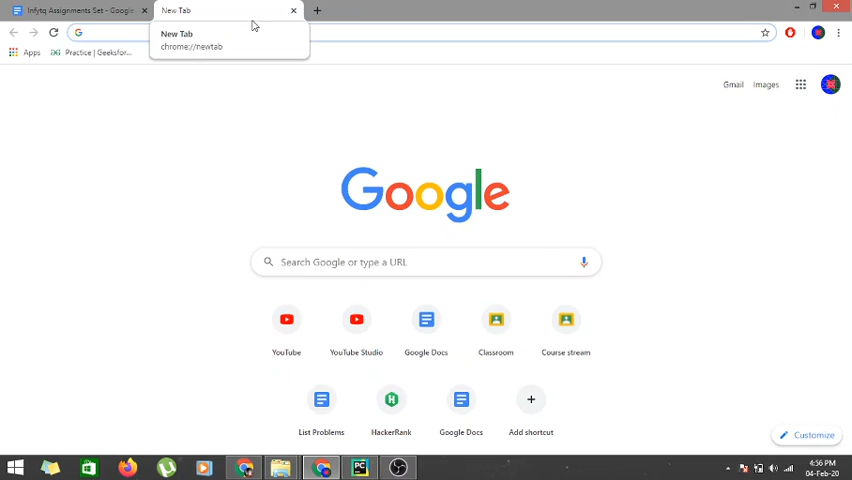 Infytq Assignments Set - Google
New Tab
New Tab
chrome://newtab
Apps
Practice | Geeksfor
Gmail
Images
Google
Search Google or type a URL
YouTube
YouTube Studio
Google Docs
Classroom
Course stream
List Problems
HackerRank
Google Docs
Add shortcut
Customize
PC
4:56 PM
04-Feb-20